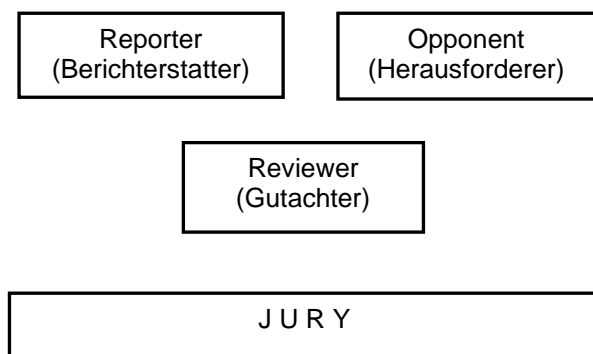 Reporter
(Berichterstatter)
Opponent
(Herausforderer)
Reviewer
(Gutachter)
J U R Y